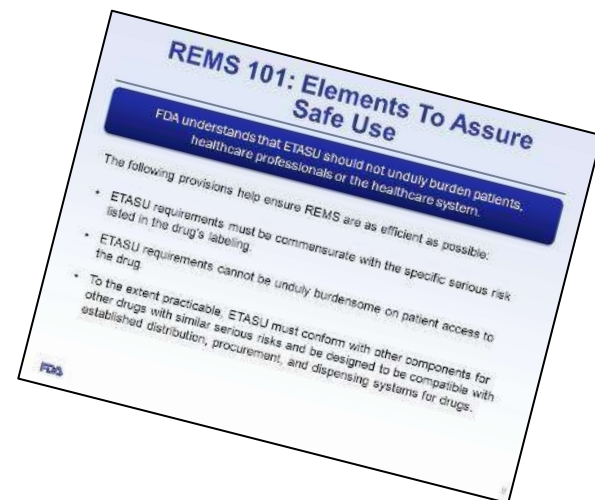 REMS 101: Elements To Assure
Safe Use
FDA understands that ETASU should not unduly burden patients,
healthcare professionals or the healthcare system.
The following provisions help ensure REMS are as efficient as possible:
• ETASU requirements must be commensurate with the specific serious risk
listed in the drug's labeling.
• ETASU requirements cannot be unduly burdensome on patient access to
the drug.
• To the extent practicable, ETASU must conform with other components for
other drugs with similar serious risks and be designed to be compatible with
established distribution, procurement, and dispensing systems for drugs.
FDA